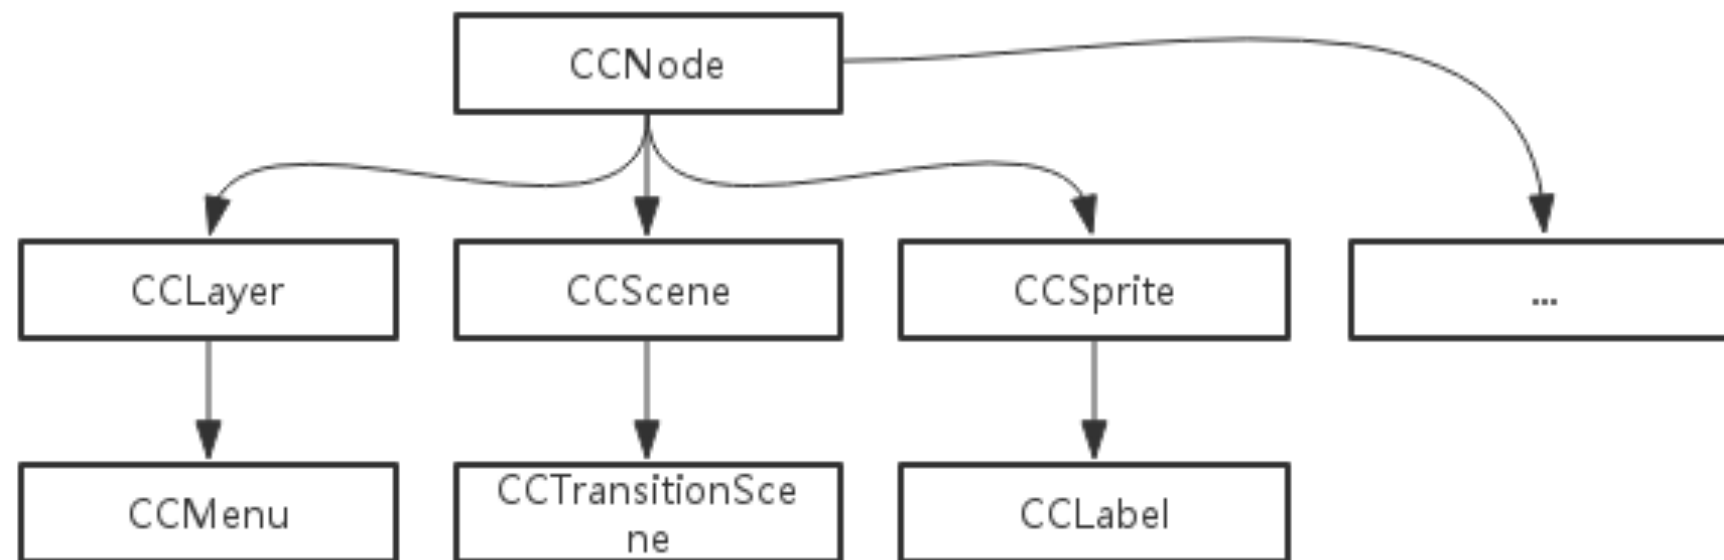 CCNode
CCLayer
CCScene
CCSprite
...
CCMenu
CCTransitionSce
ne
CCLabel